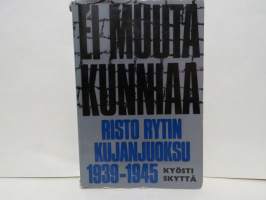 EI MUUTA
KUNNIAA
RISTO RYTIN
KUJANJUOKSU
1939-1945 KYÖSTI
SKYTTÄ